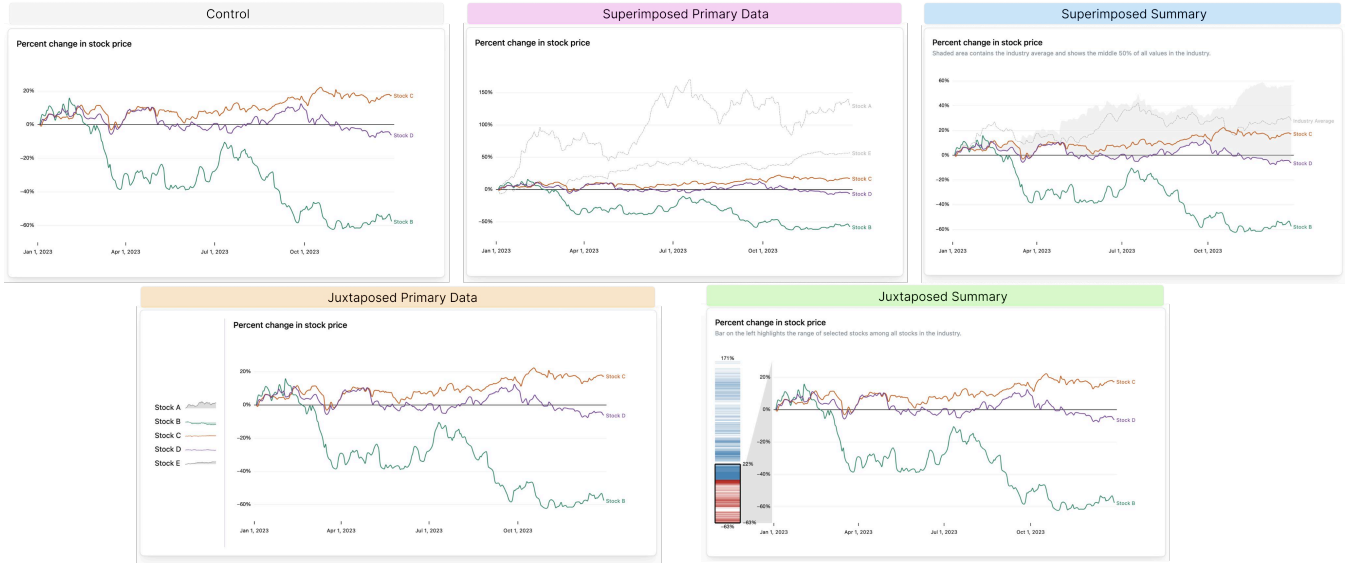 Control
Percent change in stock price
20%
0%
-20%
-40%
-60%
Stock C
Stock D
Stock B
Jan 1, 2023
Apr 1, 2023
Jul 1, 2023
Oct 1, 2023
Superimposed Primary Data
Percent change in stock price
150%
100%
50%
0%
-50%
Stock A
Stock E
Stock C
Stock D
Stock B
Jan 1, 2023
Apr 1, 2023
Jul 1, 2023
Oct 1, 2023
Superimposed Summary
Percent change in stock price
Shaded area contains the industry average and shows the middle 50% of all values in the industry.
60%
40%
20%
0%
-20%
-40%
-60%
Industry Average
Stock C
Stock D
Stock B
Jan 1, 2023
Apr 1, 2023
Jul 1, 2023
Oct 1, 2023
Juxtaposed Primary Data
Stock A
Stock B
Stock C
Stock D
Stock E
Percent change in stock price
20%
0%
-20%
-40%
-60%
Stock C
Stock D
Stock B
Jan 1, 2023
Apr 1, 2023
Jul 1, 2023
Oct 1, 2023
Juxtaposed Summary
Percent change in stock price
Bar on the left highlights the range of selected stocks among all stocks in the industry.
171%
22%
-63%
-63%
20%
0%
-20%
-40%
-60%
Stock C
Stock D
Stock B
Jan 1, 2023
Apr 1, 2023
Jul 1, 2023
Oct 1, 2023